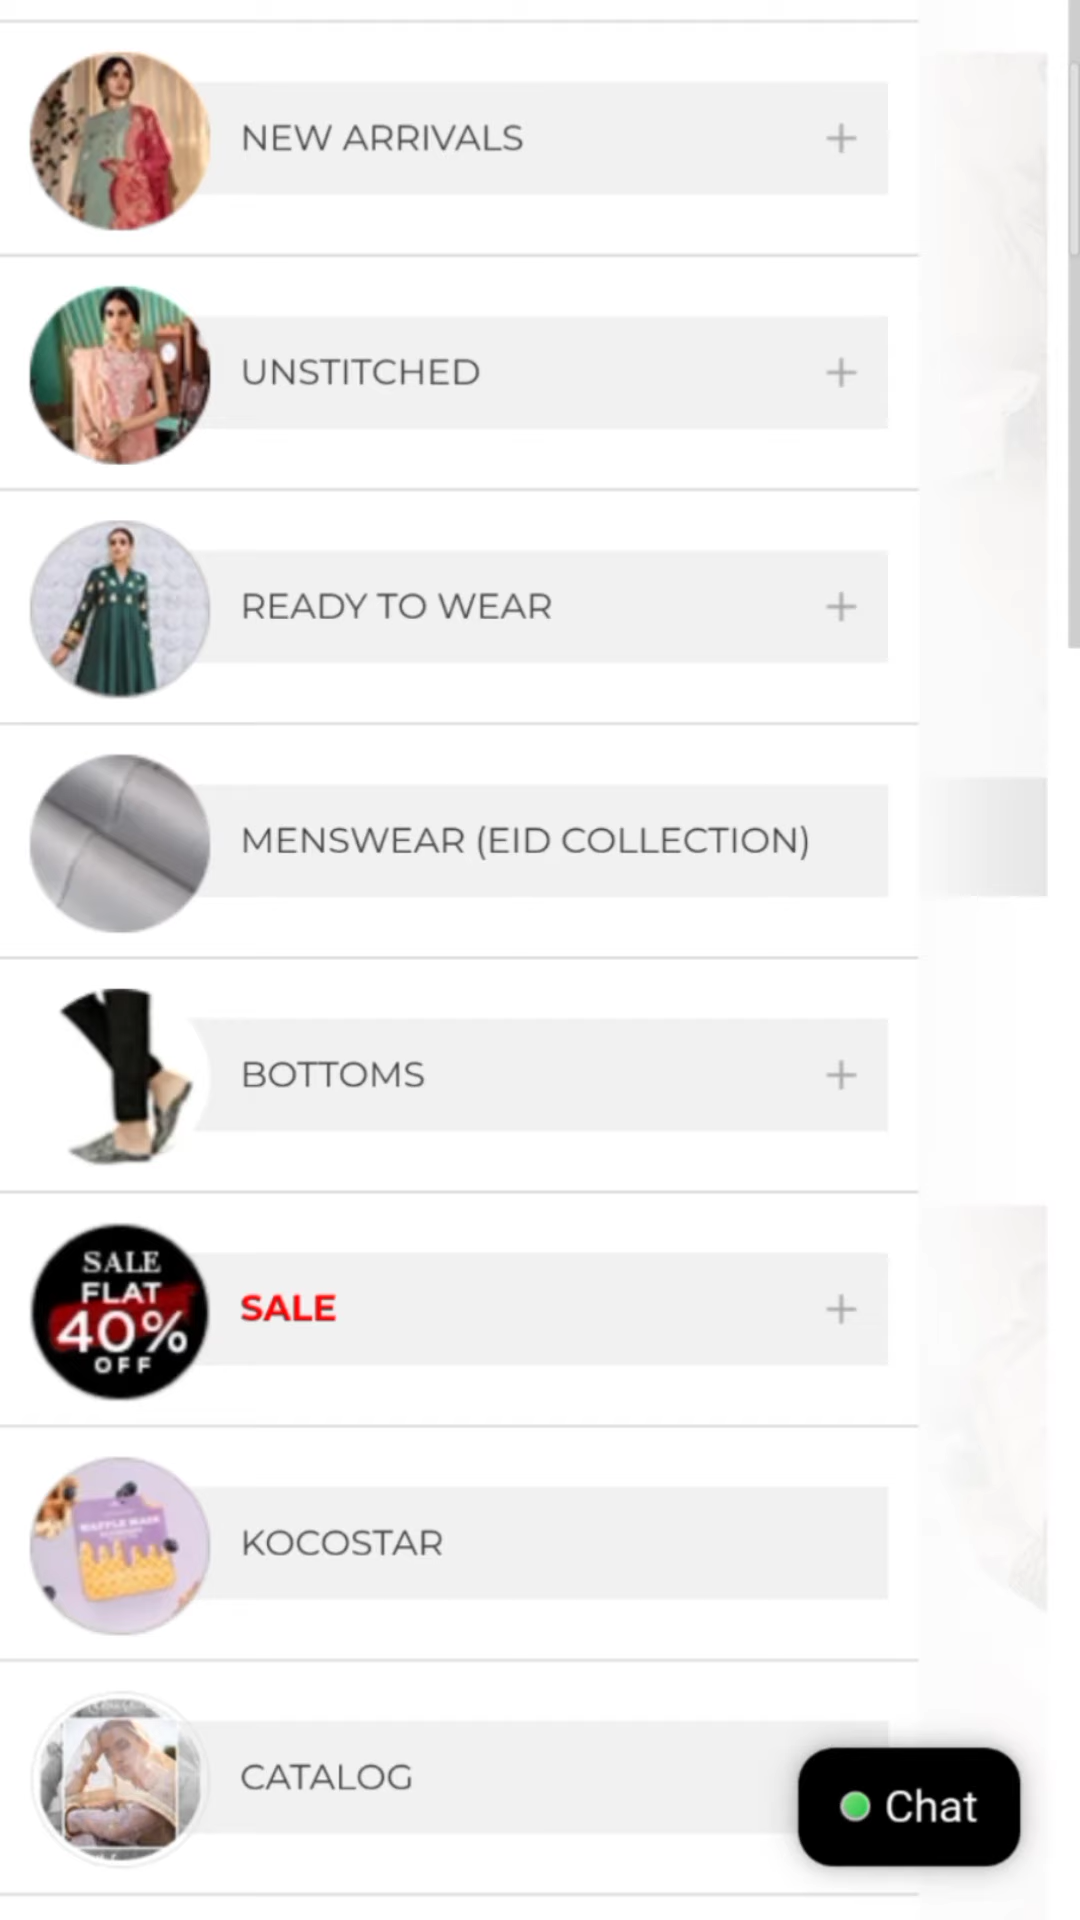 NEW ARRIVALS
UNSTITCHED
READY TO WEAR
MENSWEAR (EID COLLECTION)
BOTTOMS
SALE
FLAT
40%
OFF
SALE
KOCOSTAR
CATALOG
Chat